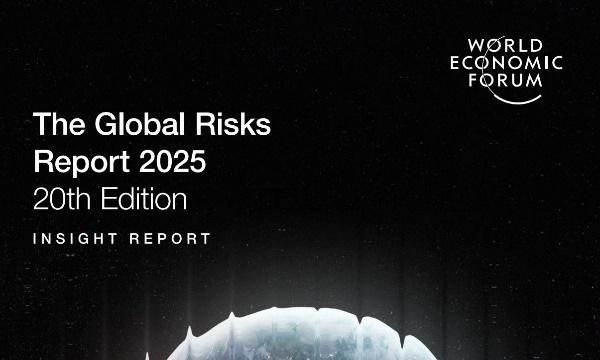 WORLD
ECONOMIC
FORUM
The Global Risks
Report 2025
20th Edition
INSIGHT REPORT